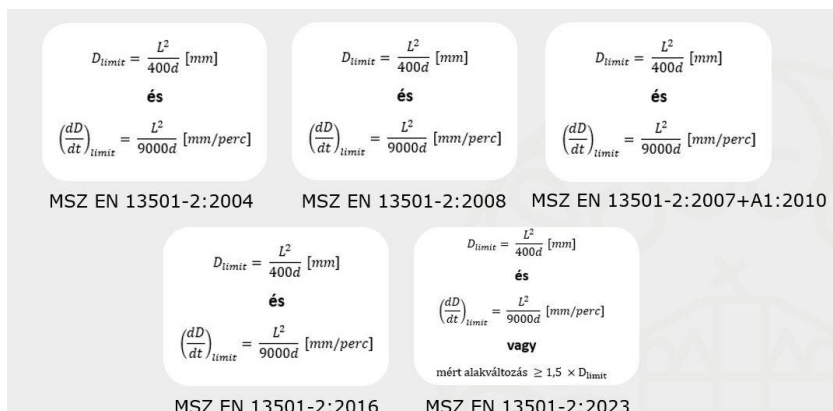 D_limit = L²/400d [mm]
és
(dD/dt)_limit = L²/9000d [mm/perc]
MSZ EN 13501-2:2004
D_limit = L²/400d [mm]
és
(dD/dt)_limit = L²/9000d [mm/perc]
MSZ EN 13501-2:2008
D_limit = L²/400d [mm]
és
(dD/dt)_limit = L²/9000d [mm/perc]
MSZ EN 13501-2:2007+A1:2010
D_limit = L²/400d [mm]
és
(dD/dt)_limit = L²/9000d [mm/perc]
MSZ EN 13501-2:2016
D_limit = L²/400d [mm]
és
(dD/dt)_limit = L²/9000d [mm/perc]
vagy
mért alakváltozás ≥ 1,5 × D_limit
MSZ EN 13501-2:2023